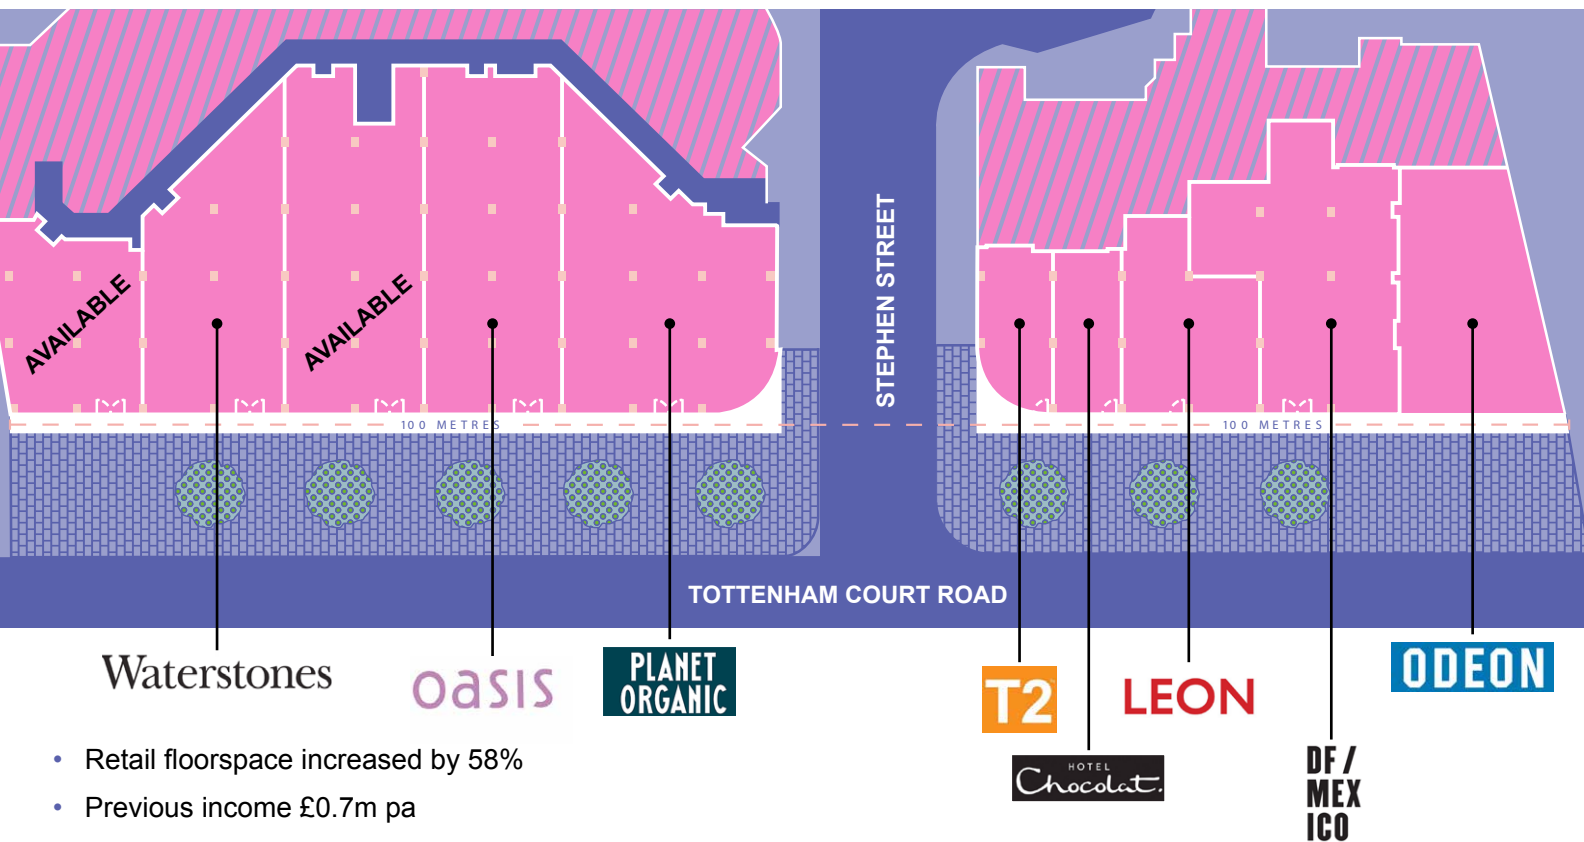 AVAILABLE
AVAILABLE
STEPHEN STREET
100 METRES
100 METRES
TOTTENHAM COURT ROAD
Waterstones
oasis
PLANET
ORGANIC
T2
LEON
ODEON
HOTEL
Chocolat.
DF /
MEX
ICO
• Retail floorspace increased by 58%
• Previous income £0.7m pa